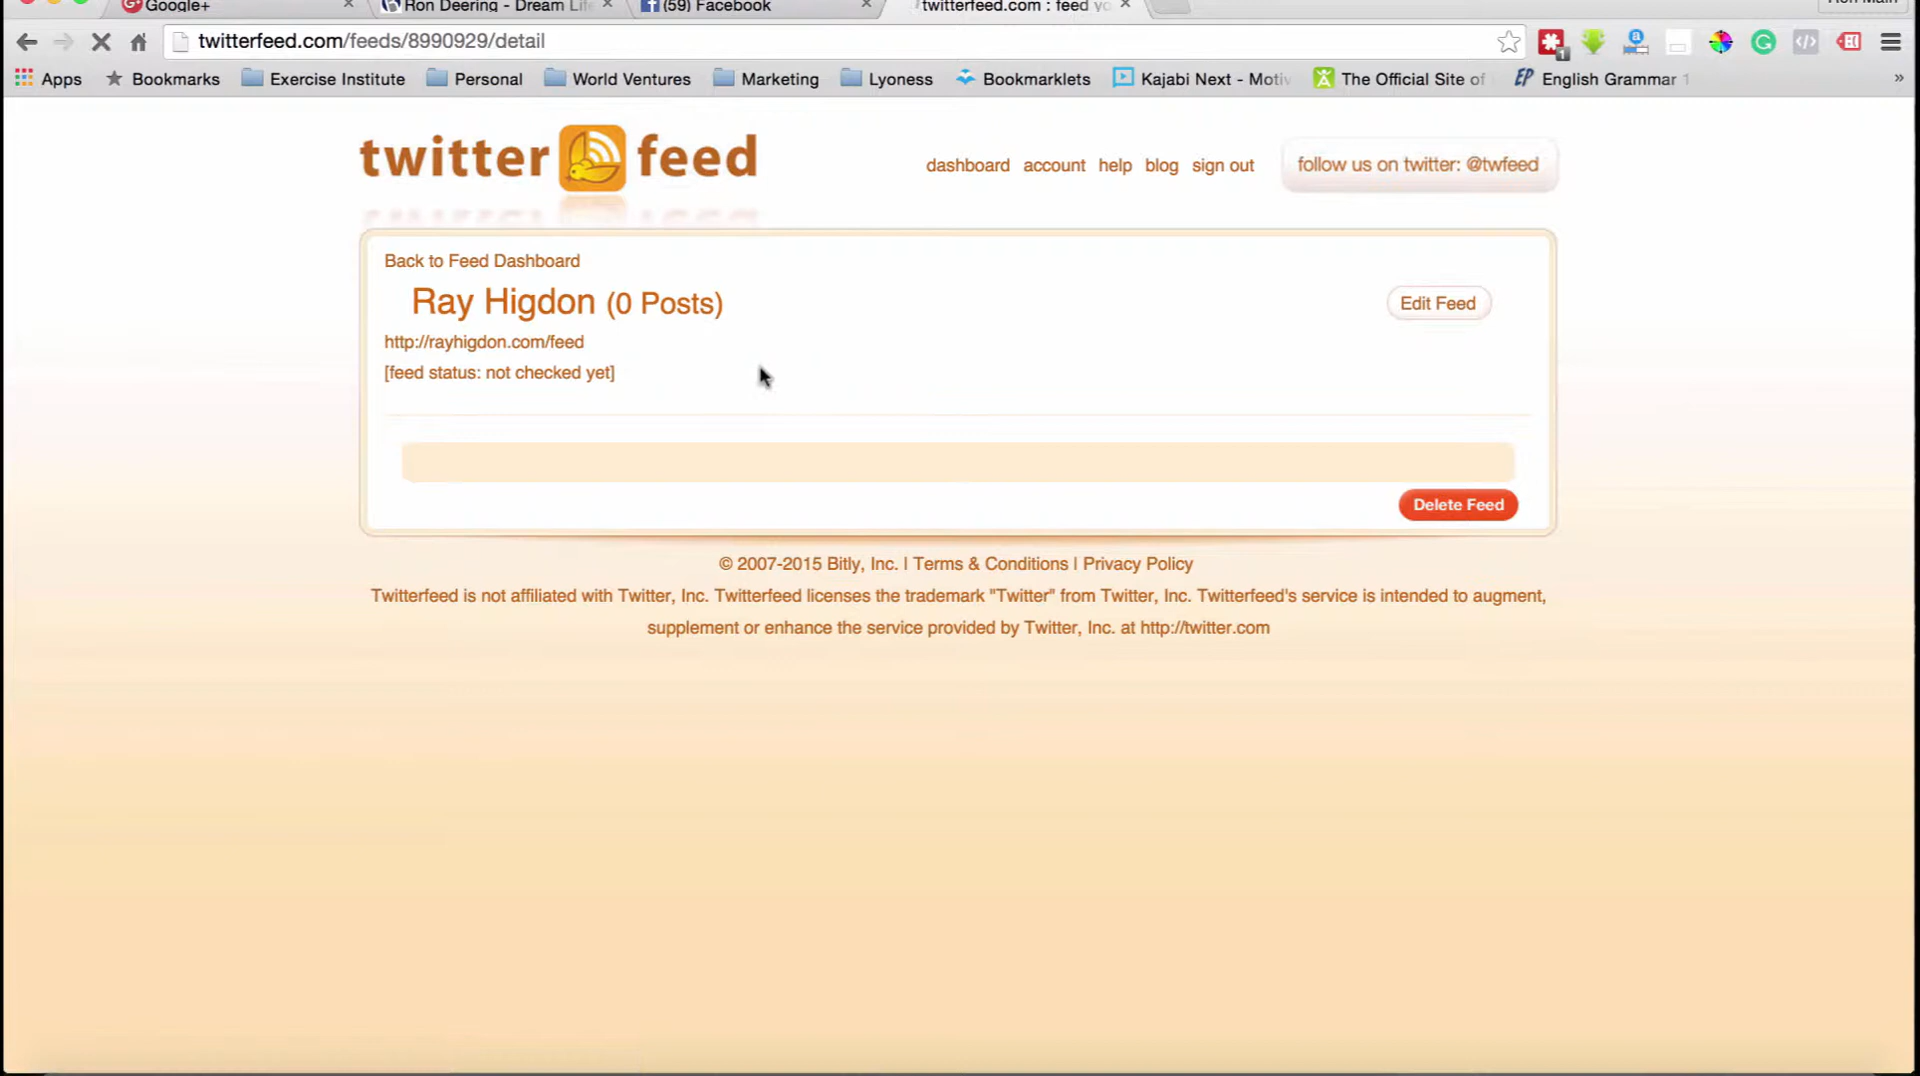 Google+ Ron Deering - Dream Life (59) Facebook twitterfeed.com : feed yo
twitterfeed.com/feeds/8990929/detail
Apps Bookmarks Exercise Institute Personal World Ventures Marketing Lyoness Bookmarklets Kajabi Next - Motiv The Official Site of EP English Grammar 1 »
twitter feed
dashboard account help blog sign out follow us on twitter: @twfeed
Back to Feed Dashboard
Ray Higdon (0 Posts) Edit Feed
http://rayhigdon.com/feed
[feed status: not checked yet]
Delete Feed
© 2007-2015 Bitly, Inc. | Terms & Conditions | Privacy Policy
Twitterfeed is not affiliated with Twitter, Inc. Twitterfeed licenses the trademark "Twitter" from Twitter, Inc. Twitterfeed's service is intended to augment,
supplement or enhance the service provided by Twitter, Inc. at http://twitter.com